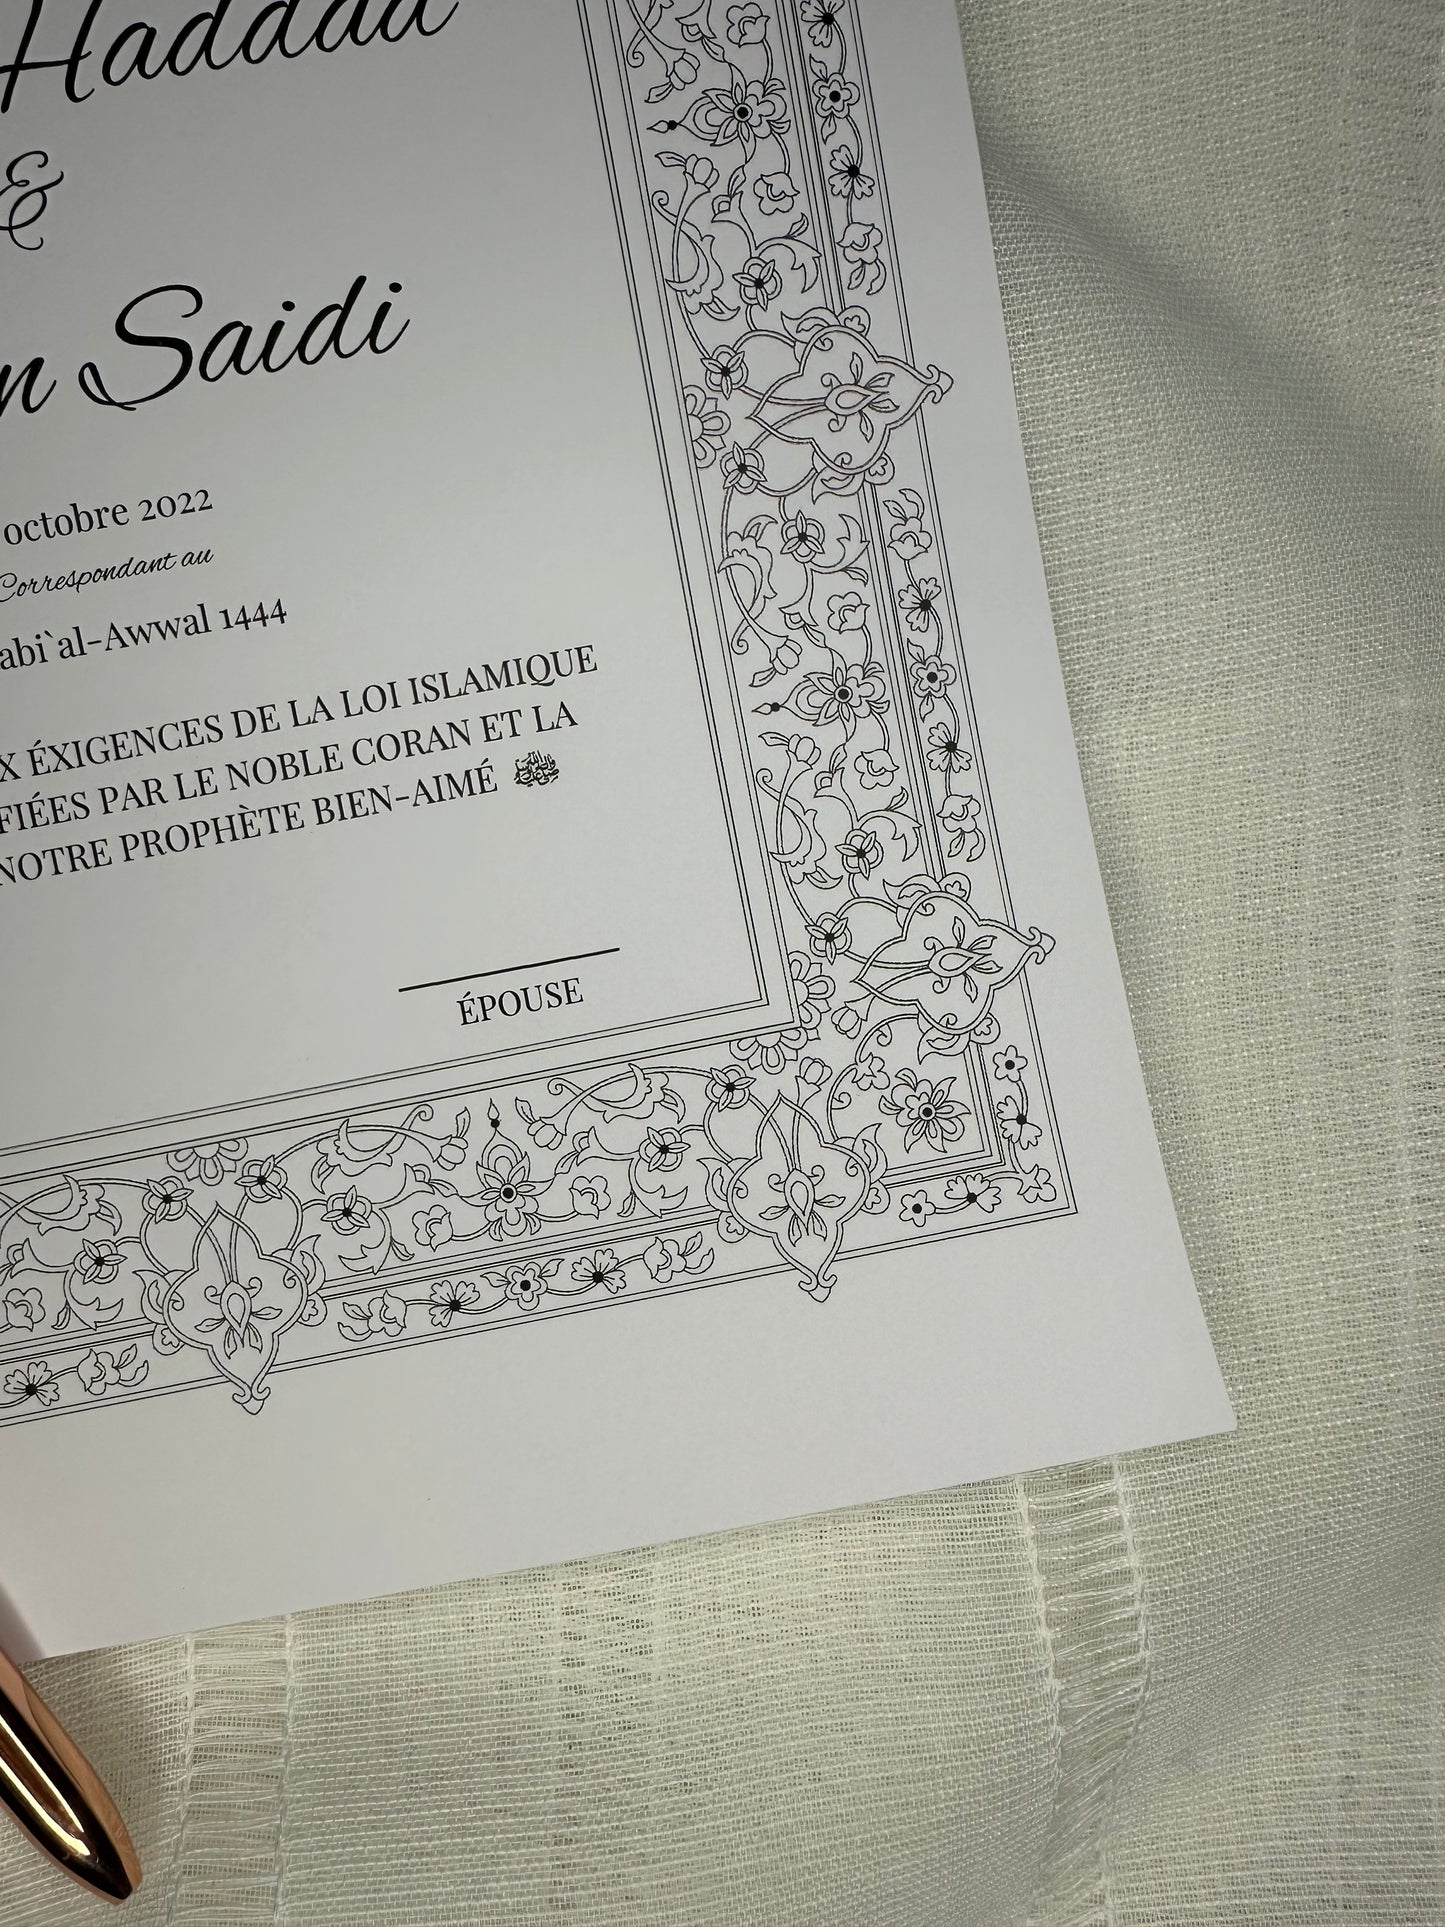 Haddad
&
Saidi
octobre 2022
Correspondant au
abi`al-Awwal 1444
X ÉXIGENCES DE LA LOI ISLAMIQUE
FIÉES PAR LE NOBLE CORAN ET LA
NOTRE PROPHÈTE BIEN-AIMÉ ﷺ
ÉPOUSE